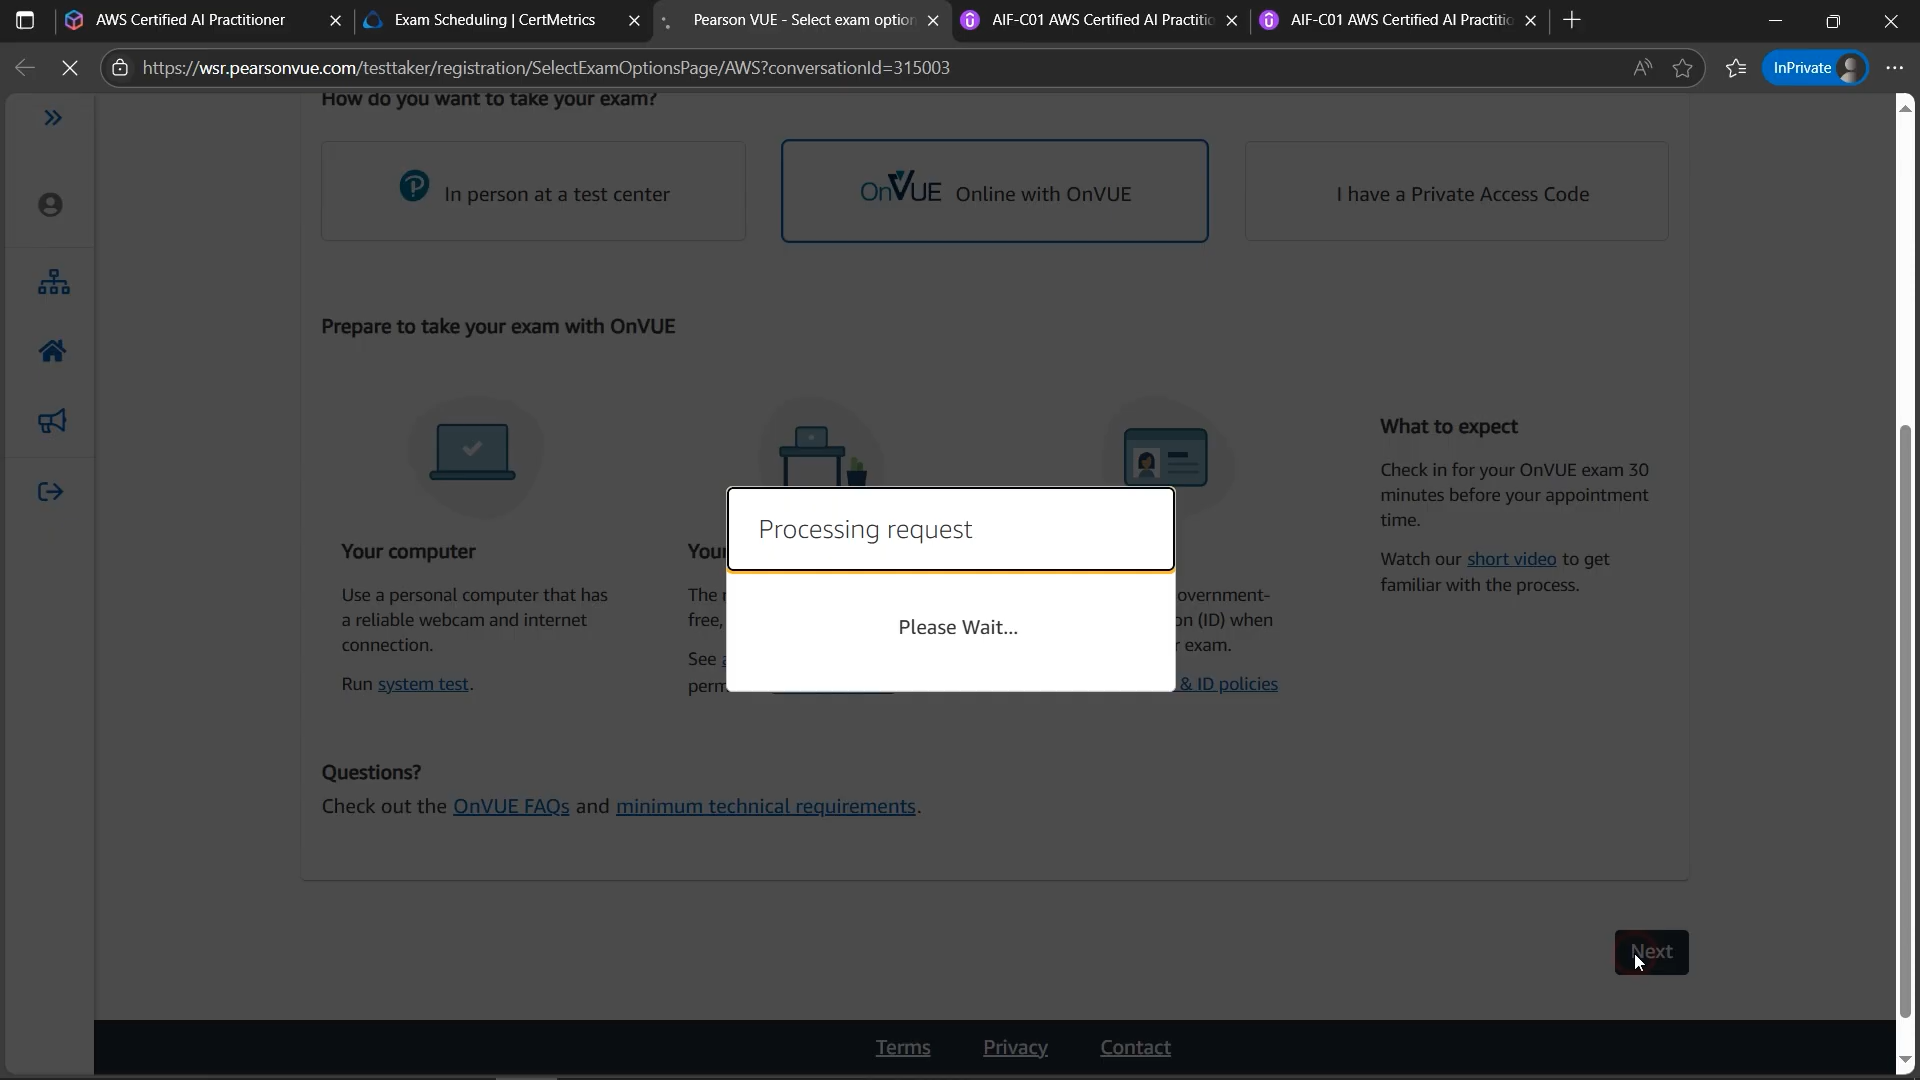 AWS Certified AI Practitioner
Exam Scheduling | CertMetrics
Pearson VUE - Select exam option
AIF-C01 AWS Certified AI Practitio
AIF-C01 AWS Certified AI Practitio
https://wsr.pearsonvue.com/testtaker/registration/SelectExamOptionsPage/AWS?conversationId=315003
InPrivate
How do you want to take your exam?
In person at a test center
OnVUE Online with OnVUE
I have a Private Access Code
Prepare to take your exam with OnVUE
Your computer
Use a personal computer that has
a reliable webcam and internet
connection.
Run system test.
The
free,
See
Processing request
Please Wait...
overnment-
(ID) when
exam.
& ID policies
What to expect
Check in for your OnVUE exam 30
minutes before your appointment
time.
Watch our short video to get
familiar with the process.
Questions?
Check out the OnVUE FAQs and minimum technical requirements.
Next
Terms
Privacy
Contact